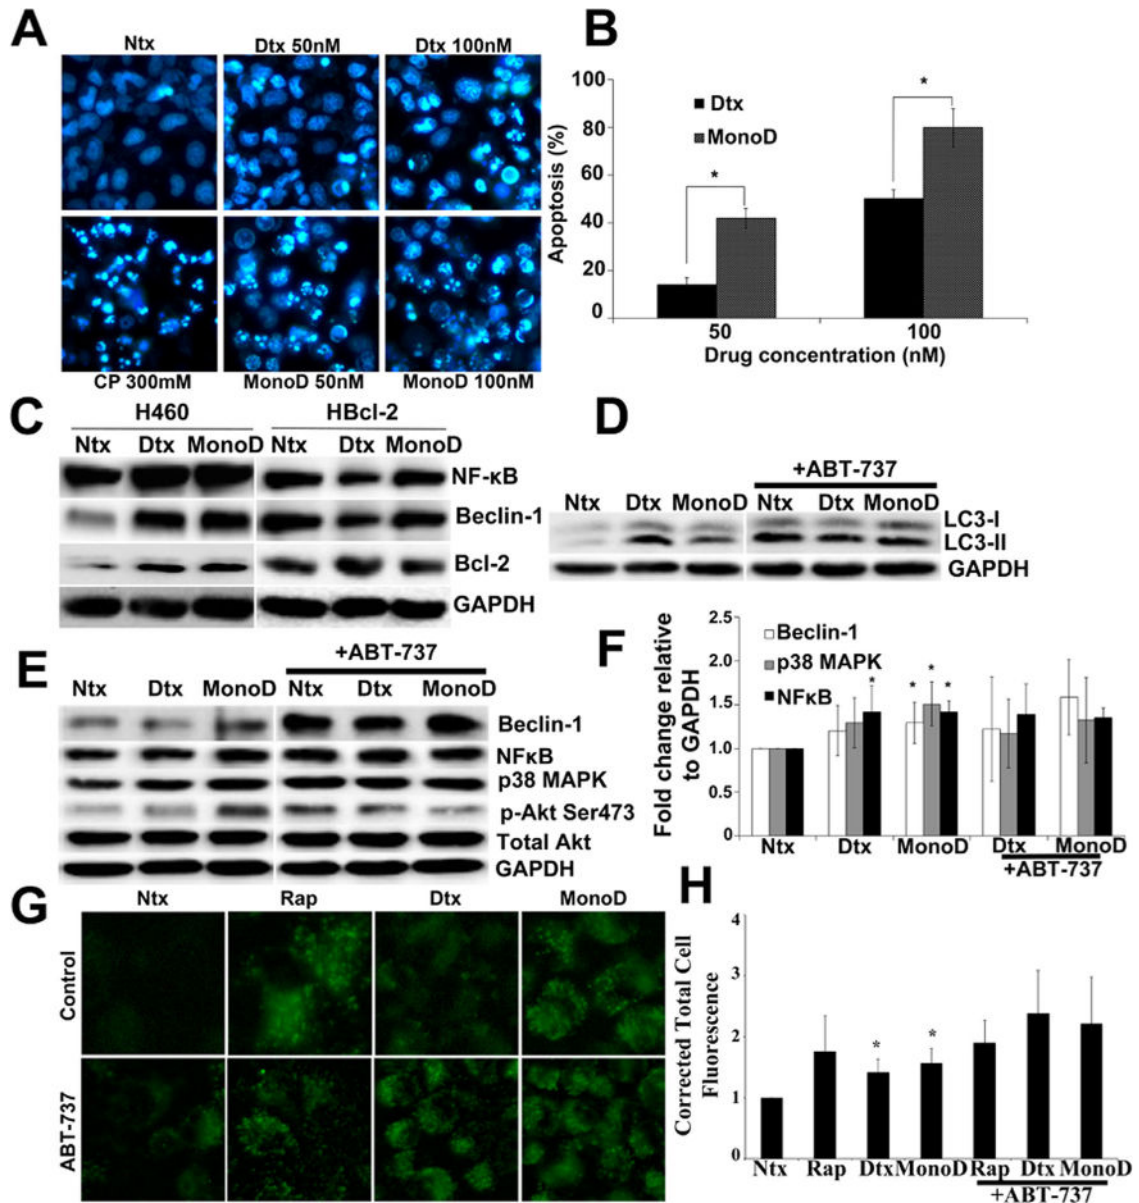 A
Ntx Dtx 50nM Dtx 100nM
CP 300mM MonoD 50nM MonoD 100nM
B
100
80
60
40
20
0
Apoptosis (%)
Dtx
MonoD
*
*
50 100
Drug concentration (nM)
C
H460 HBcl-2
Ntx Dtx MonoD Ntx Dtx MonoD
NF-κB
Beclin-1
Bcl-2
GAPDH
D
+ABT-737
Ntx Dtx MonoD Ntx Dtx MonoD
LC3-I
LC3-II
GAPDH
E
+ABT-737
Ntx Dtx MonoD Ntx Dtx MonoD
Beclin-1
NFκB
p38 MAPK
p-Akt Ser473
Total Akt
GAPDH
F
Fold change relative
to GAPDH
2.5
2.0
1.5
1.0
0.5
0
Beclin-1
p38 MAPK
NFκB
* * * *
Ntx Dtx MonoD Dtx MonoD
+ABT-737
G
Ntx Rap Dtx MonoD
Control
ABT-737
H
Corrected Total Cell
Fluorescence
4
3
2
1
0
* *
Ntx Rap Dtx MonoD Rap Dtx MonoD
+ABT-737